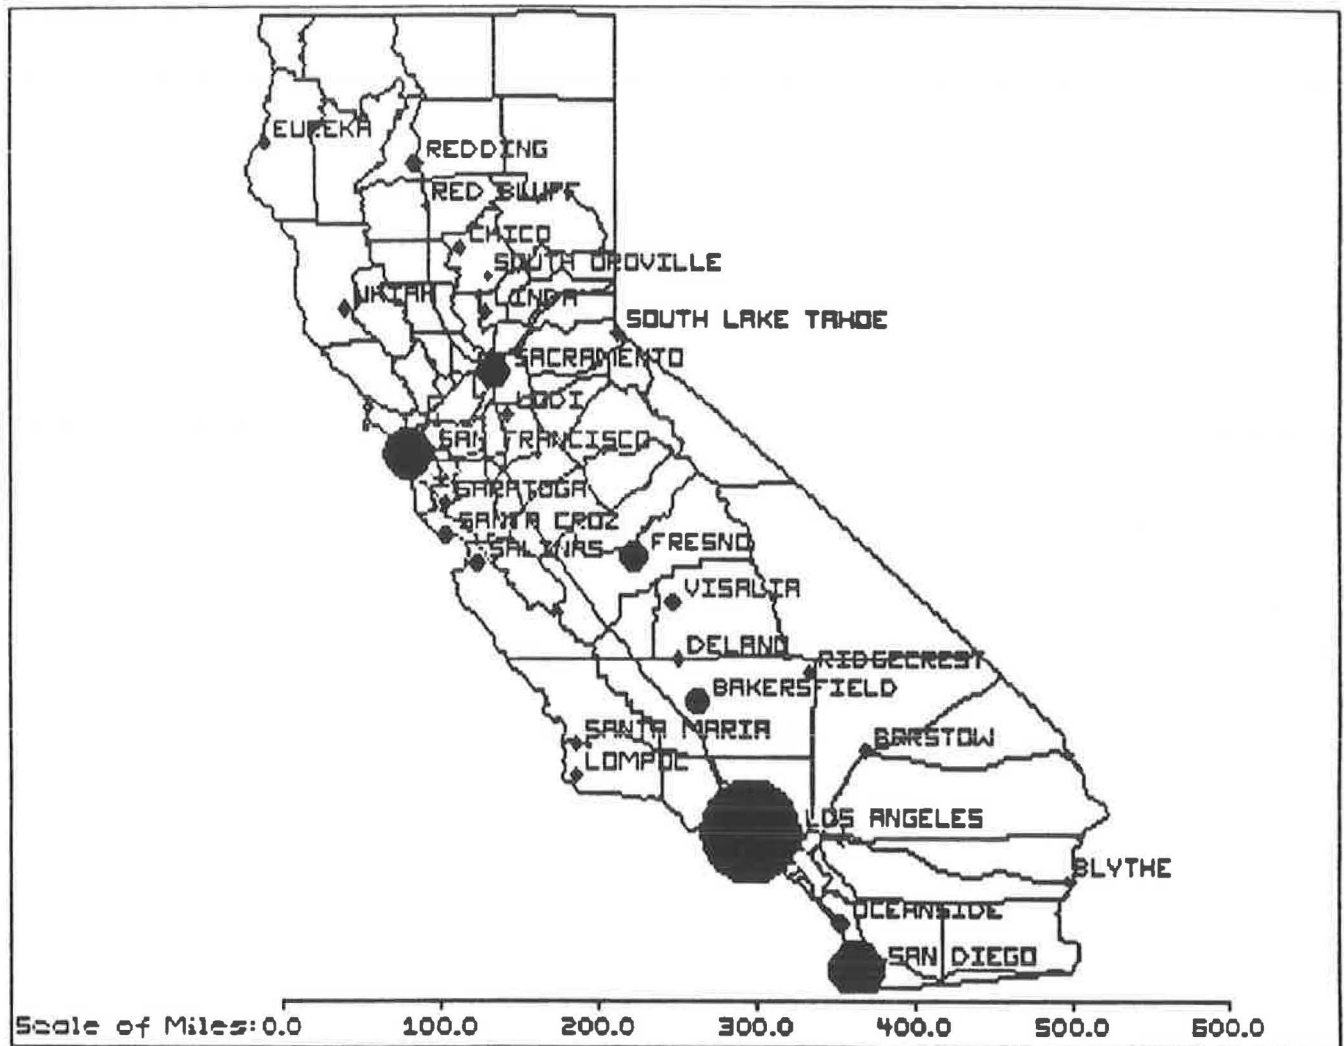 EUREKA
REDDING
RED BLUFF
CHICO
SOUTH OROVILLE
UKIAH
LINDA
SOUTH LAKE TAHOE
SACRAMENTO
LODI
SAN FRANCISCO
SARATOGA
SANTA CROZ
SALINAS
FRESNO
VISALIA
DELANO
RIDGECREST
BAKERSFIELD
SANTA MARIA
BARSTOW
LOMPOC
LOS ANGELES
BLYTHE
OCEANSIDE
SAN DIEGO
Scale of Miles: 0.0 100.0 200.0 300.0 400.0 500.0 600.0